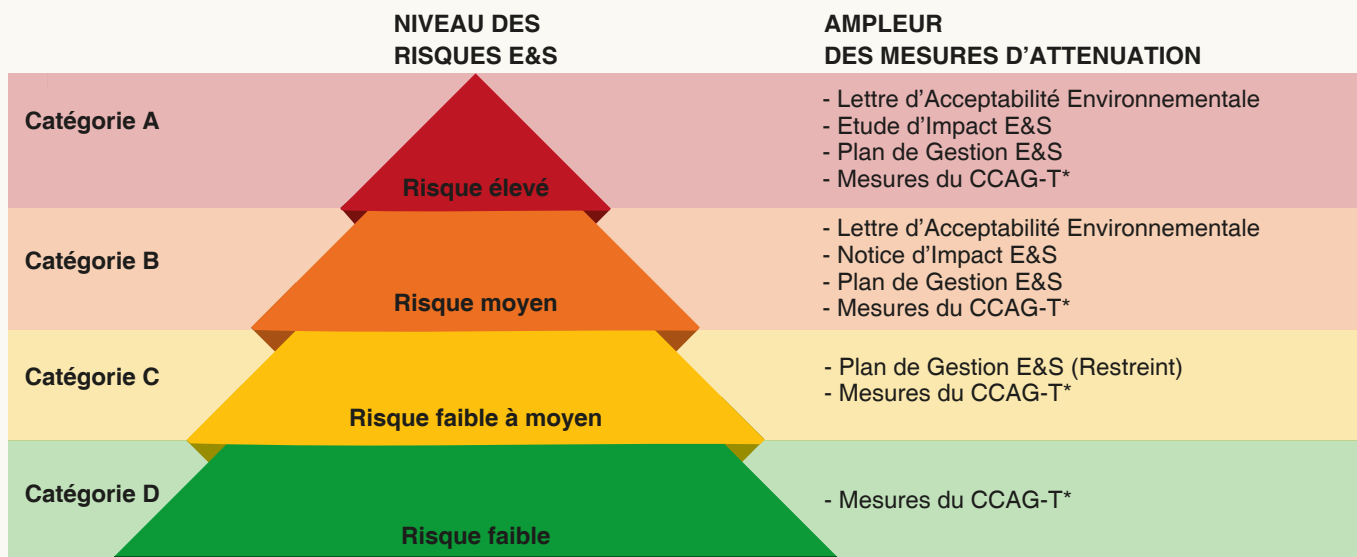 NIVEAU DES
RISQUES E&S
AMPLEUR
DES MESURES D'ATTENUATION
Catégorie A
Risque élevé
- Lettre d'Acceptabilité Environnementale
- Etude d'Impact E&S
- Plan de Gestion E&S
- Mesures du CCAG-T*
Catégorie B
Risque moyen
- Lettre d'Acceptabilité Environnementale
- Notice d'Impact E&S
- Plan de Gestion E&S
- Mesures du CCAG-T*
Catégorie C
Risque faible à moyen
- Plan de Gestion E&S (Restreint)
- Mesures du CCAG-T*
Catégorie D
Risque faible
- Mesures du CCAG-T*